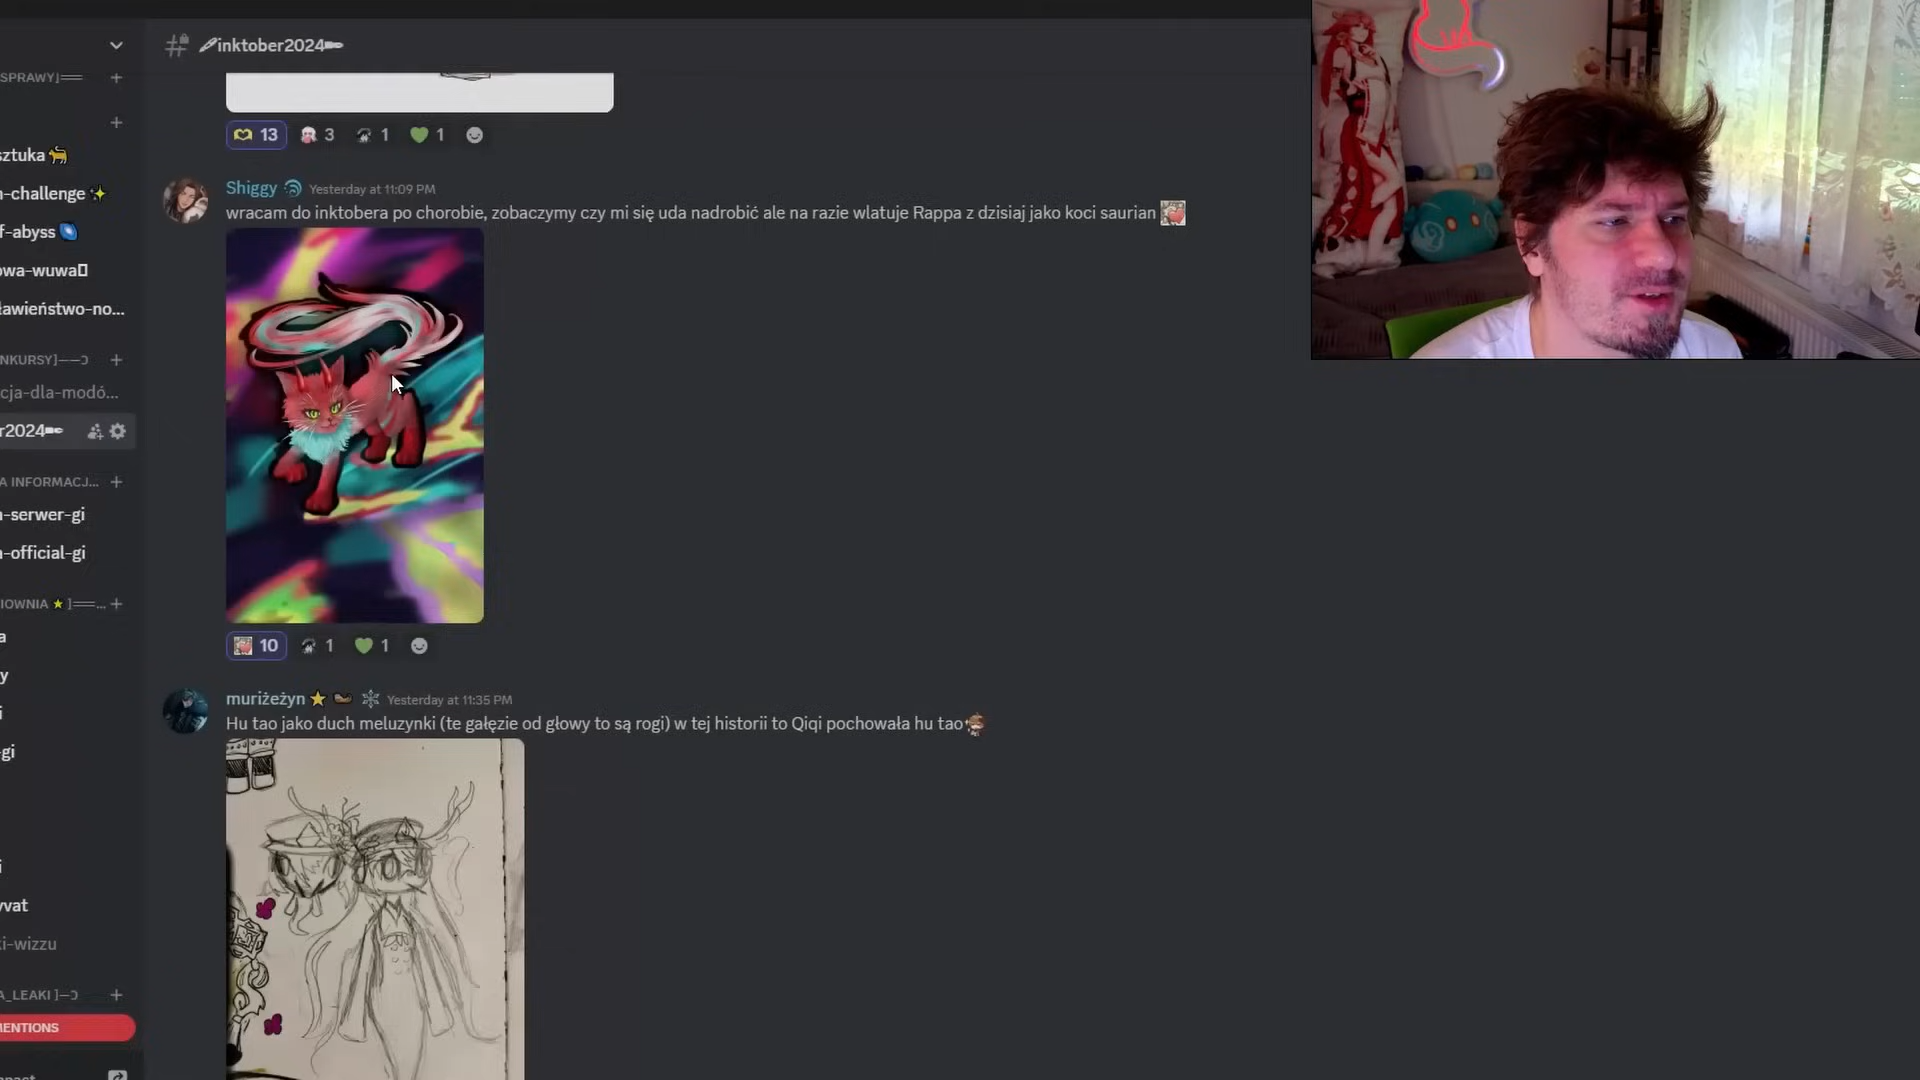 inktober2024
SPRAWY]══
sztuka
n-challenge
f-abyss
owa-wuwa
ławieństwo-no...
NKURSY]
cja-dla-modó...
r2024
A INFORMACJ...
n-serwer-gi
n-official-gi
IOWNIA ★ ]══...
a
y
i
-gi
i
vat
ki-wizzu
A_LEAKI ]
MENTIONS
13 3 1 1
Shiggy Yesterday at 11:09 PM
wracam do inktobera po chorobie, zobaczymy czy mi się uda nadrobić ale na razie wlatuje Rappa z dzisiaj jako koci saurian
10 1 1
muriżeżyn Yesterday at 11:35 PM
Hu tao jako duch meluzynki (te gałęzie od głowy to są rogi) w tej historii to Qiqi pochowała hu tao